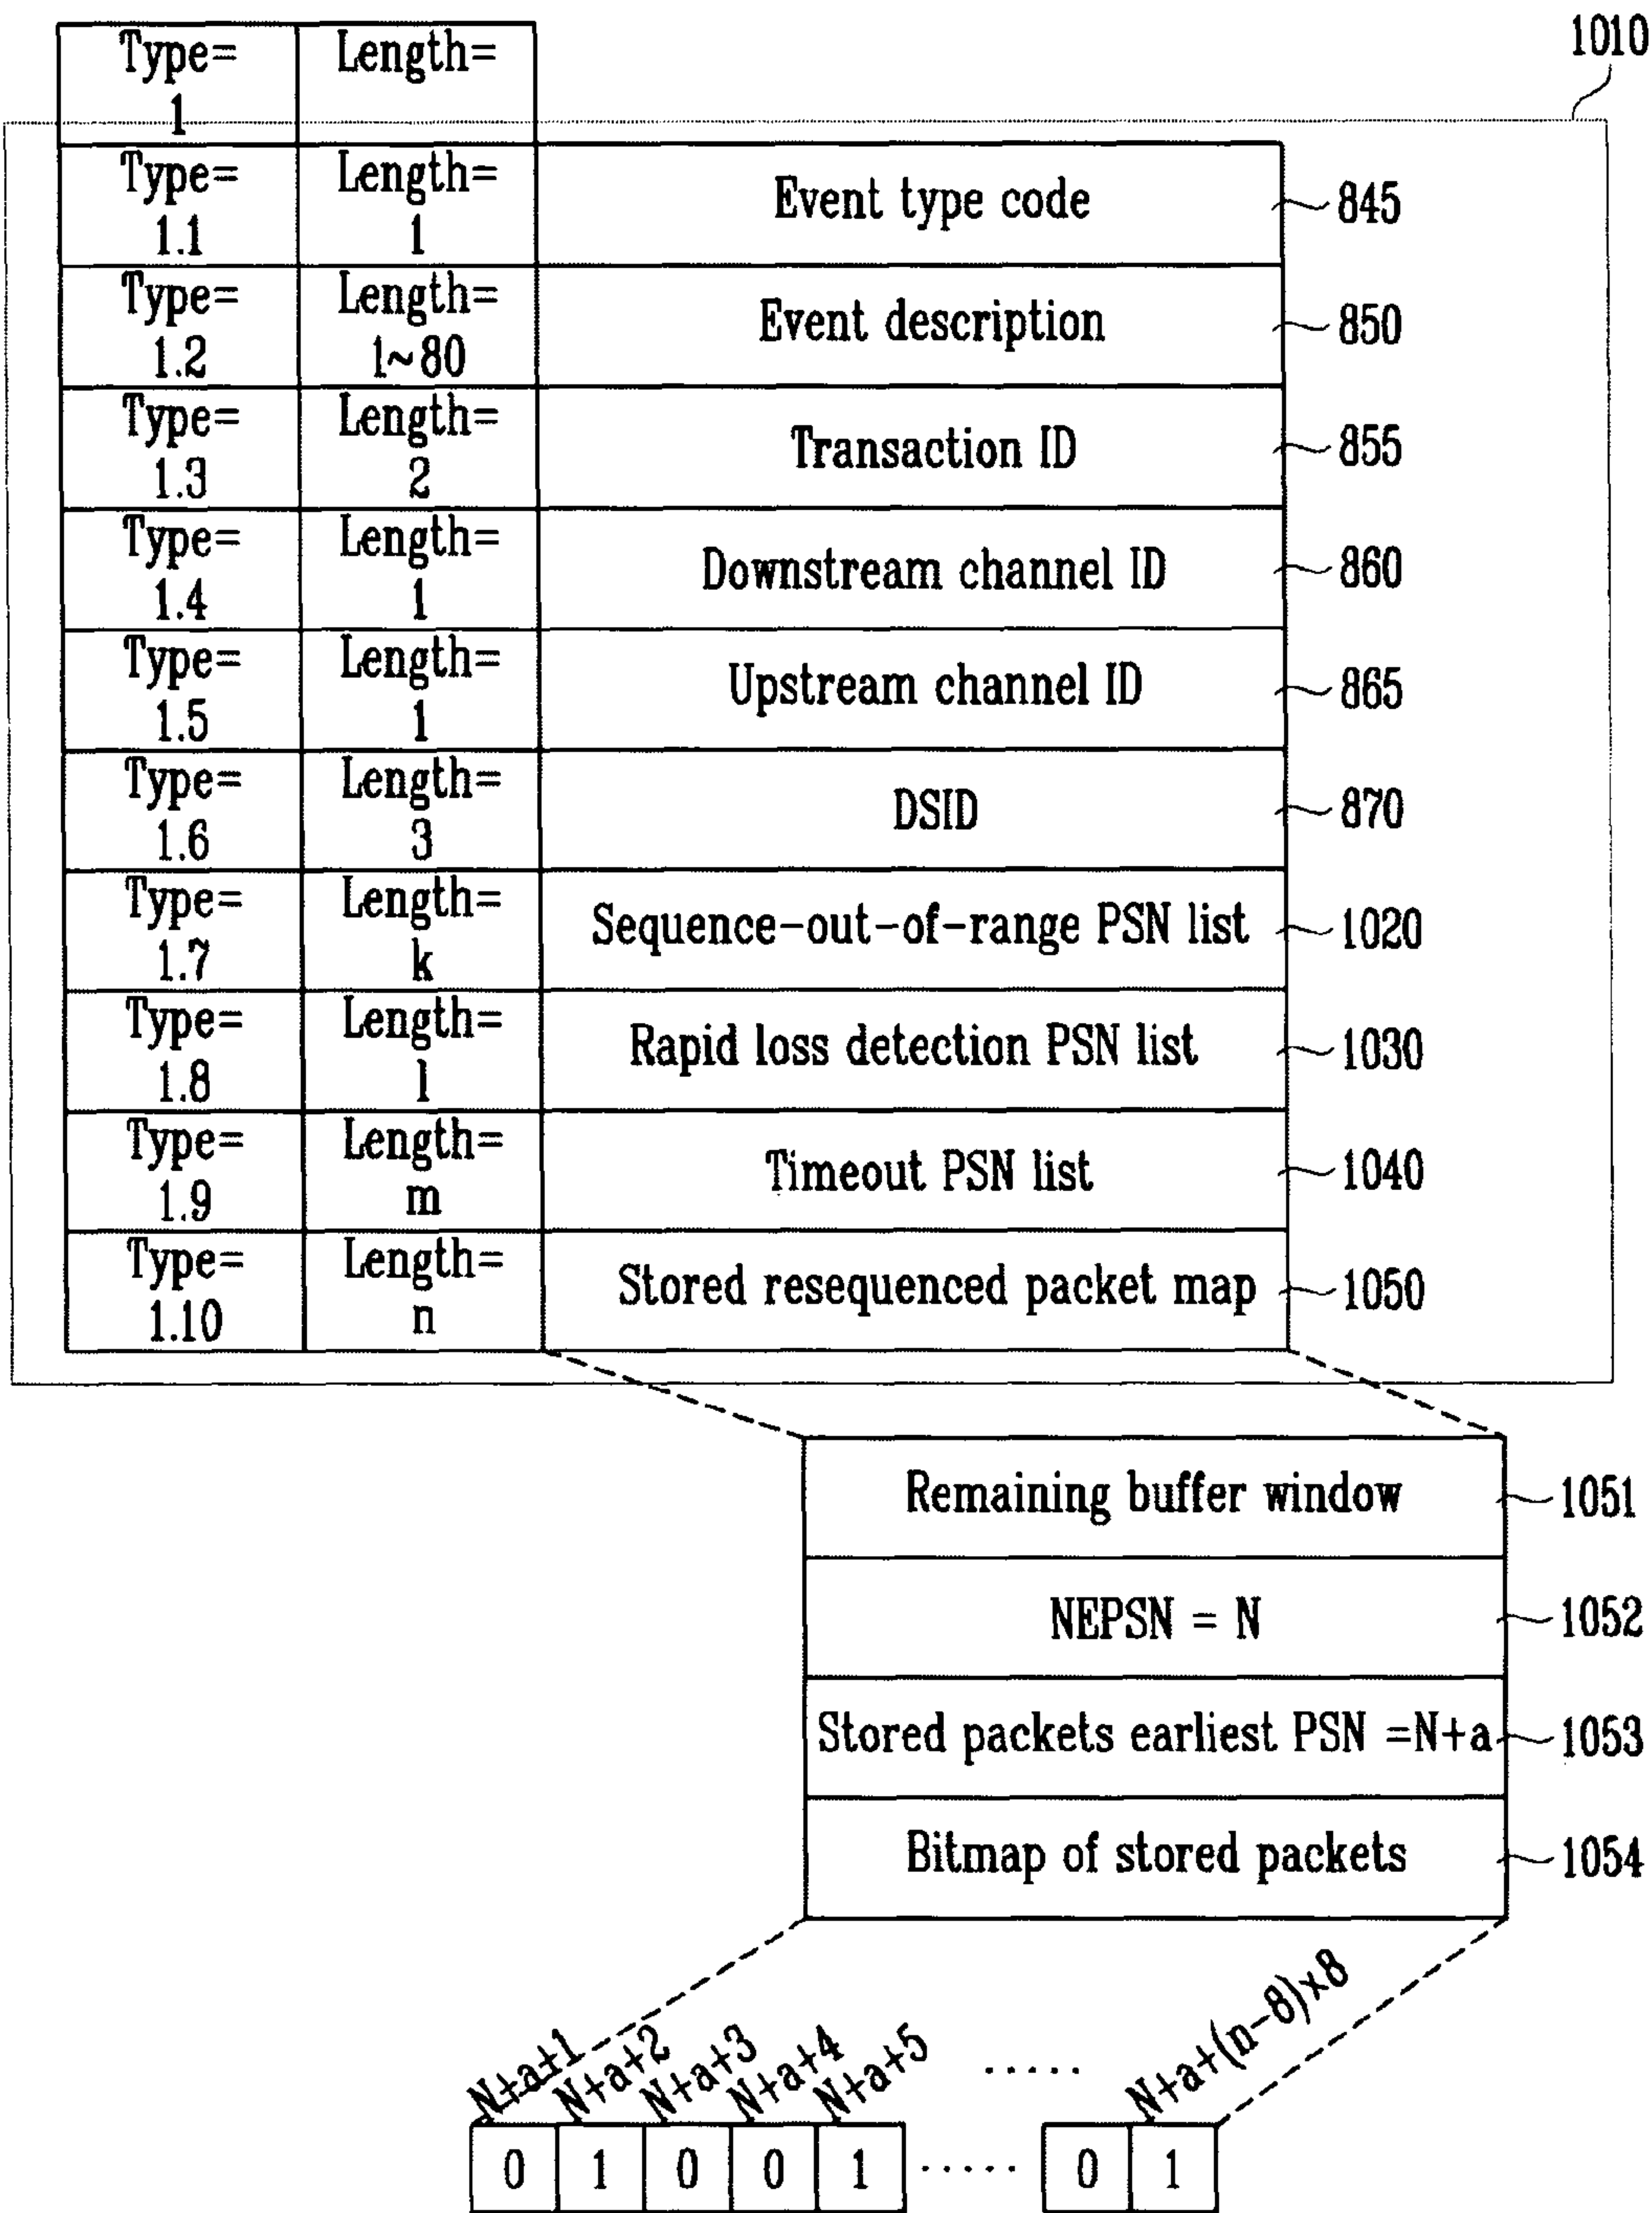 1010
Type= Length=
1
Type= Length= Event type code 845
1.1 1
Type= Length= Event description 850
1.2 1~80
Type= Length= Transaction ID 855
1.3 2
Type= Length= Downstream channel ID 860
1.4 1
Type= Length= Upstream channel ID 865
1.5 1
Type= Length= DSID 870
1.6 3
Type= Length= Sequence-out-of-range PSN list 1020
1.7 k
Type= Length= Rapid loss detection PSN list 1030
1.8 l
Type= Length= Timeout PSN list 1040
1.9 m
Type= Length= Stored resequenced packet map 1050
1.10 n
Remaining buffer window 1051
NEPSN = N 1052
Stored packets earliest PSN =N+a 1053
Bitmap of stored packets 1054
N+a+1 N+a+2 N+a+3 N+a+4 N+a+5 ..... N+a+(n-8)×8
0 1 0 0 1 ..... 0 1